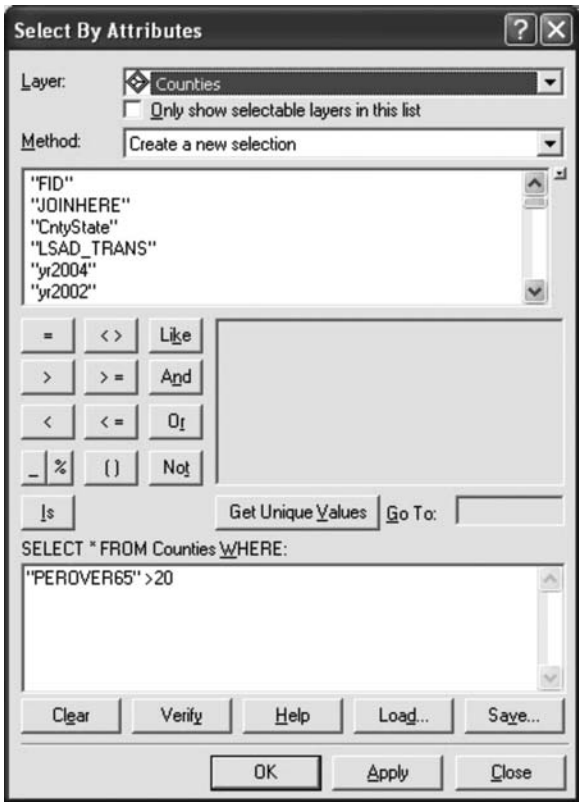 Select By Attributes
Layer: Counties
Only show selectable layers in this list
Method: Create a new selection
"FID"
"JOINHERE"
"CntyState"
"LSAD_TRANS"
"yr2004"
"yr2002"
= <> Like
> >= And
< <= Or
_ % () Not
Is Get Unique Values Go To:
SELECT * FROM Counties WHERE:
"PEROVER65" >20
Clear Verify Help Load... Save...
OK Apply Close